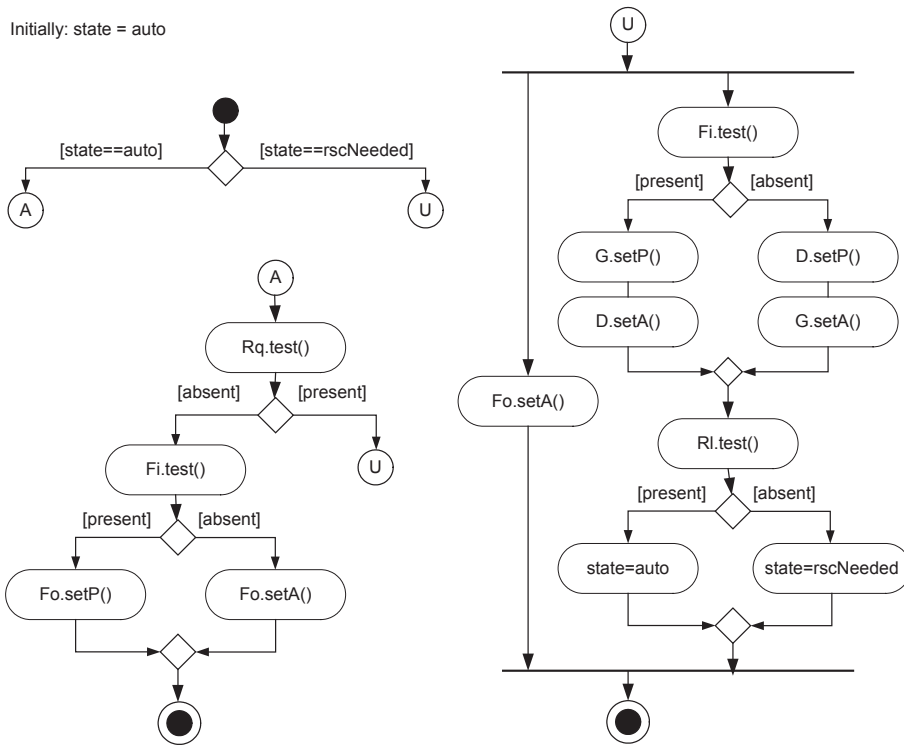 Initially: state = auto
[state==auto]
[state==rscNeeded]
A
U
A
Rq.test()
[absent]
[present]
U
Fi.test()
[present]
[absent]
Fo.setP()
Fo.setA()
U
Fi.test()
[present]
[absent]
G.setP()
D.setP()
D.setA()
G.setA()
Fo.setA()
Rl.test()
[present]
[absent]
state=auto
state=rscNeeded